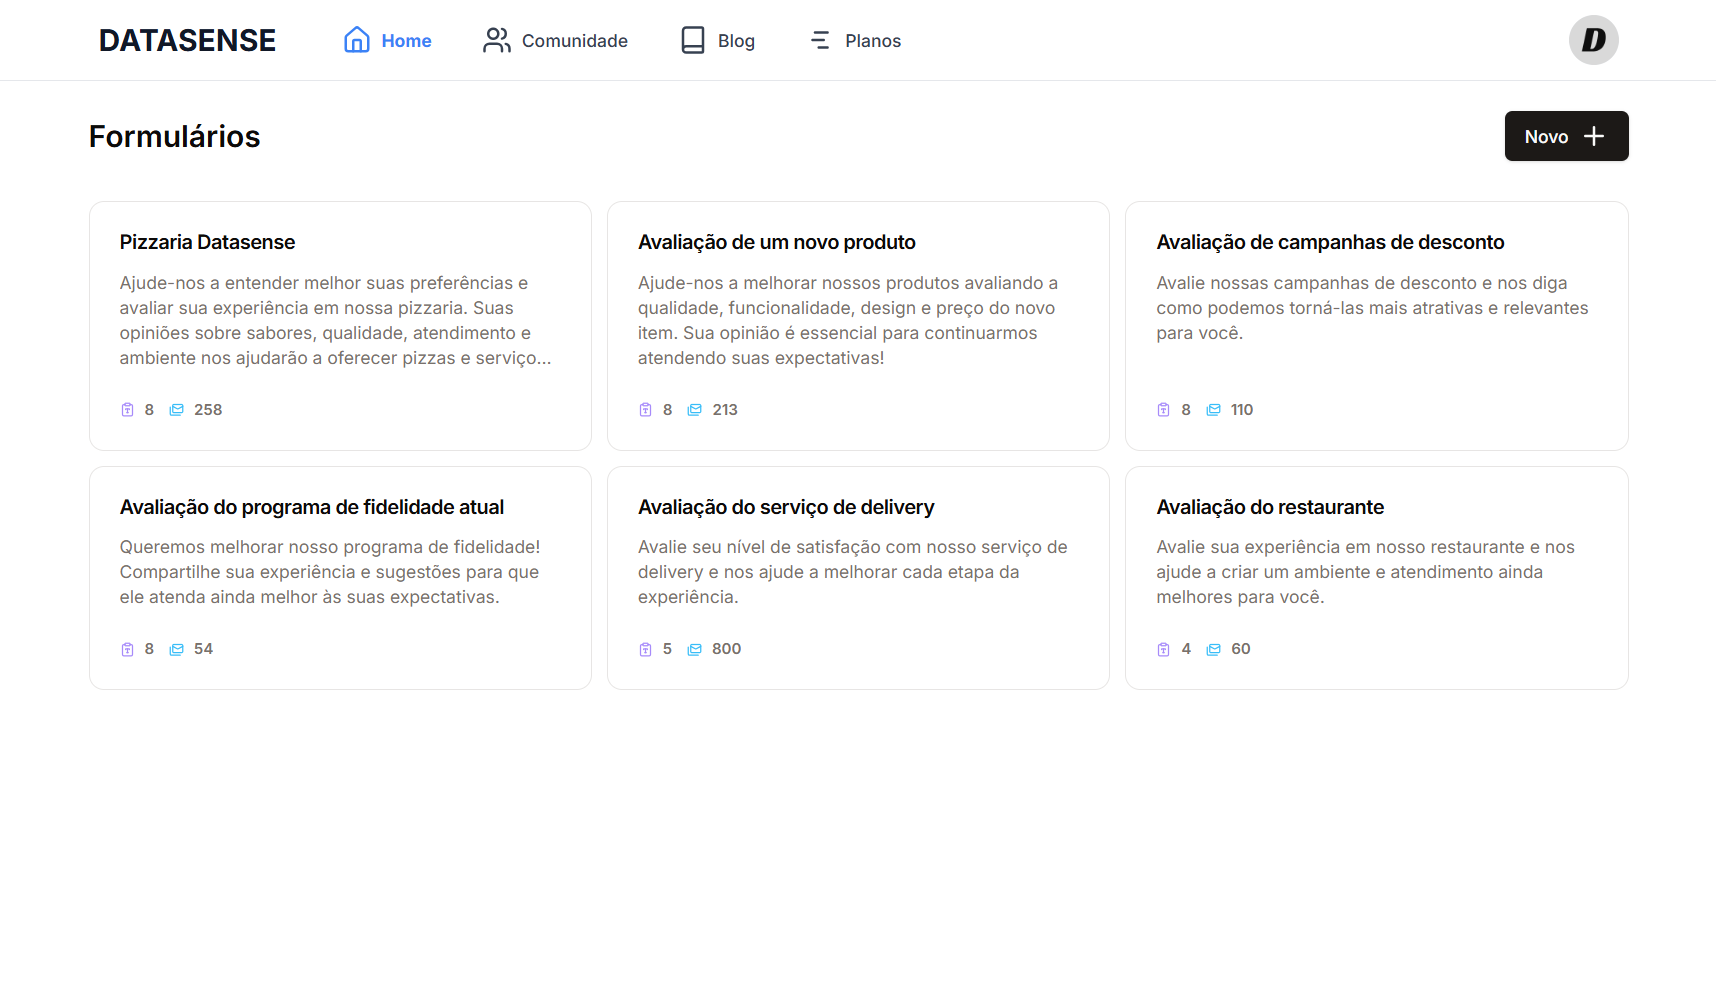 DATASENSE
Home
Comunidade
Blog
Planos
D
Formulários
Novo
Pizzaria Datasense
Ajude-nos a entender melhor suas preferências e
avaliar sua experiência em nossa pizzaria. Suas
opiniões sobre sabores, qualidade, atendimento e
ambiente nos ajudarão a oferecer pizzas e serviço...
8 258
Avaliação de um novo produto
Ajude-nos a melhorar nossos produtos avaliando a
qualidade, funcionalidade, design e preço do novo
item. Sua opinião é essencial para continuarmos
atendendo suas expectativas!
8 213
Avaliação de campanhas de desconto
Avalie nossas campanhas de desconto e nos diga
como podemos torná-las mais atrativas e relevantes
para você.
8 110
Avaliação do programa de fidelidade atual
Queremos melhorar nosso programa de fidelidade!
Compartilhe sua experiência e sugestões para que
ele atenda ainda melhor às suas expectativas.
8 54
Avaliação do serviço de delivery
Avalie seu nível de satisfação com nosso serviço de
delivery e nos ajude a melhorar cada etapa da
experiência.
5 800
Avaliação do restaurante
Avalie sua experiência em nosso restaurante e nos
ajude a criar um ambiente e atendimento ainda
melhores para você.
4 60